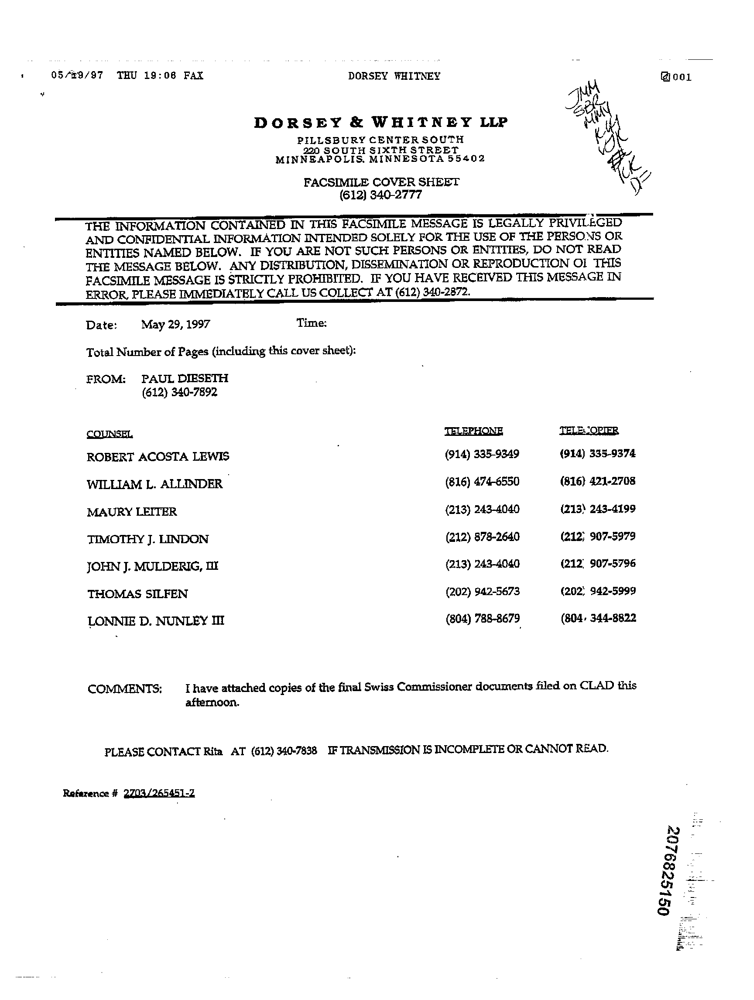 05/29/97 THU 19:06 FAX DORSEY WHITNEY 001
JMM
SBR
DORSEY & WHITNEY LLP
PILLSBURY CENTER SOUTH
220 SOUTH SIXTH STREET
MINNEAPOLIS, MINNESOTA 55402
FACSIMILE COVER SHEET
(612) 340-2777
THE INFORMATION CONTAINED IN THIS FACSIMILE MESSAGE IS LEGALLY PRIVILEGED
AND CONFIDENTIAL INFORMATION INTENDED SOLELY FOR THE USE OF THE PERSONS OR
ENTITIES NAMED BELOW. IF YOU ARE NOT SUCH PERSONS OR ENTITIES, DO NOT READ
THE MESSAGE BELOW. ANY DISTRIBUTION, DISSEMINATION OR REPRODUCTION OF THIS
FACSIMILE MESSAGE IS STRICTLY PROHIBITED. IF YOU HAVE RECEIVED THIS MESSAGE IN
ERROR, PLEASE IMMEDIATELY CALL US COLLECT AT (612) 340-2872.
Date: May 29, 1997 Time:
Total Number of Pages (including this cover sheet):
FROM: PAUL DIESETH
(612) 340-7892
COUNSEL TELEPHONE TELECOPIER
ROBERT ACOSTA LEWIS (914) 335-9349 (914) 335-9374
WILLIAM L. ALLINDER (816) 474-6550 (816) 421-2708
MAURY LEITER (213) 243-4040 (213) 243-4199
TIMOTHY J. LINDON (212) 878-2640 (212) 907-5979
JOHN J. MULDERIG, III (213) 243-4040 (212) 907-5796
THOMAS SILFEN (202) 942-5673 (202) 942-5999
LONNIE D. NUNLEY III (804) 788-8679 (804) 344-8822
COMMENTS: I have attached copies of the final Swiss Commissioner documents filed on CLAD this
afternoon.
PLEASE CONTACT Rita AT (612) 340-7838 IF TRANSMISSION IS INCOMPLETE OR CANNOT READ.
Reference # 2703/265451-2
2076825150